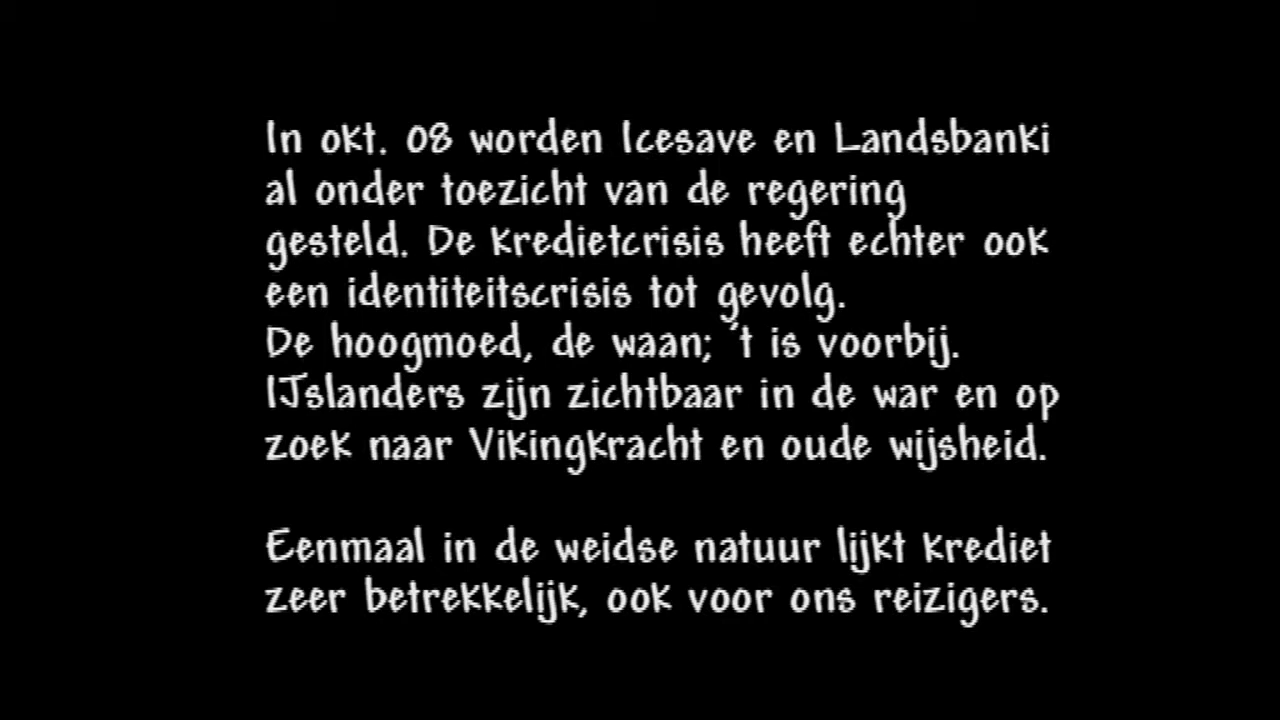 In okt. 08 worden Icesave en Landsbanki
al onder toezicht van de regering
gesteld. De kredietcrisis heeft echter ook
een identiteitscrisis tot gevolg.
De hoogmoed, de waan; 't is voorbij.
IJslanders zijn zichtbaar in de war en op
zoek naar Vikingkracht en oude wijsheid.

Eenmaal in de weidse natuur lijkt krediet
zeer betrekkelijk, ook voor ons reizigers.